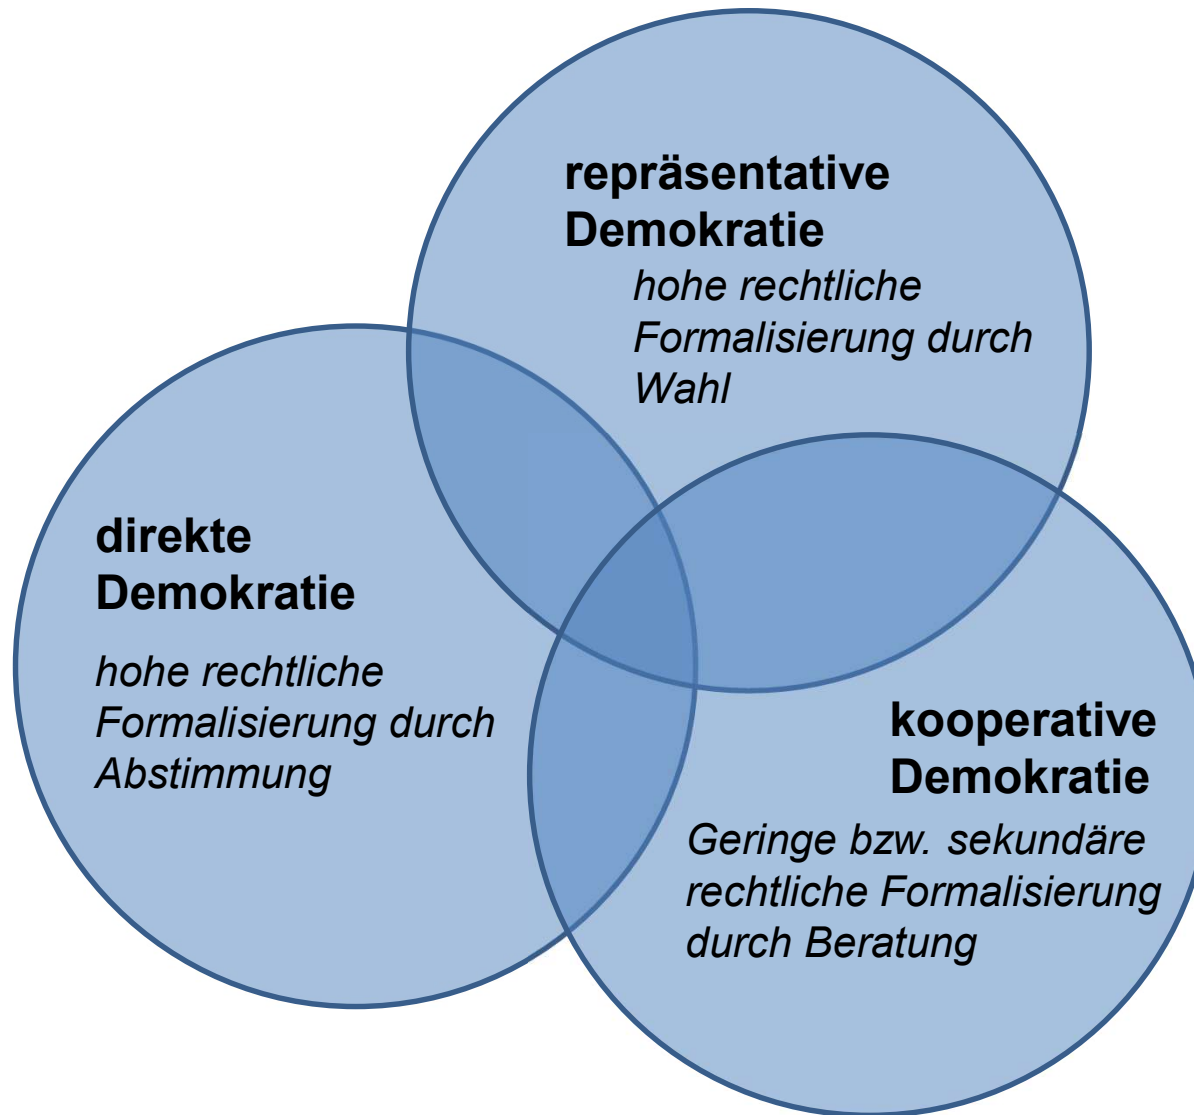 repräsentative
Demokratie
hohe rechtliche
Formalisierung durch
Wahl
direkte
Demokratie
hohe rechtliche
Formalisierung durch
Abstimmung
kooperative
Demokratie
Geringe bzw. sekundäre
rechtliche Formalisierung
durch Beratung